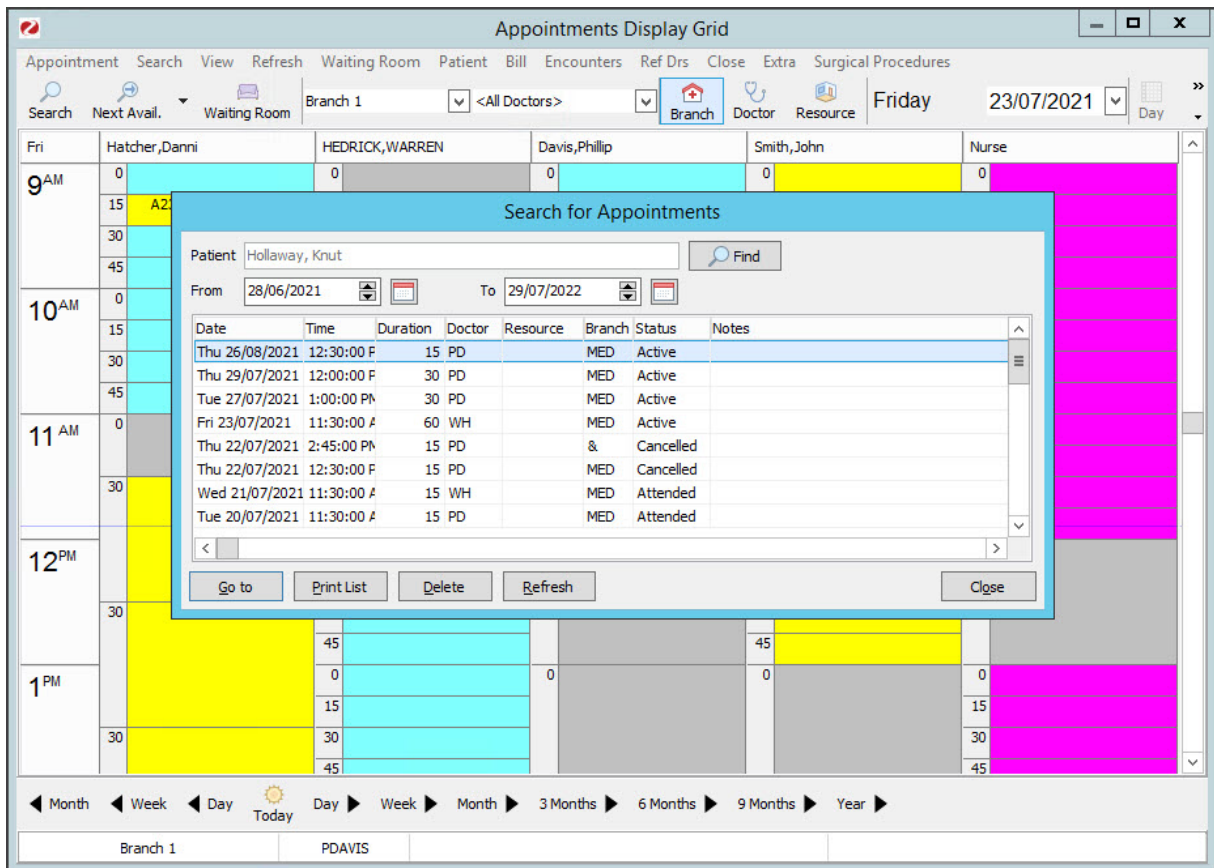 Appointments Display Grid
Appointment Search View Refresh Waiting Room Patient Bill Encounters Ref Drs Close Extra Surgical Procedures
Search Next Avail. Waiting Room Branch 1 <All Doctors> Branch Doctor Resource Friday 23/07/2021 Day
Fri Hatcher,Danni HEDRICK,WARREN Davis,Phillip Smith,John Nurse
9 AM 0 0 0 0 0
15 A23
30
45
10 AM 0
15
30
45
11 AM 0
30
12 PM
30
45 45
1 PM 0 0 0 0
15 15
30 30 30
45 45
Search for Appointments
Patient Hollaway, Knut Find
From 28/06/2021 To 29/07/2022
Date Time Duration Doctor Resource Branch Status Notes
Thu 26/08/2021 12:30:00 P 15 PD MED Active
Thu 29/07/2021 12:00:00 P 30 PD MED Active
Tue 27/07/2021 1:00:00 PM 30 PD MED Active
Fri 23/07/2021 11:30:00 A 60 WH MED Active
Thu 22/07/2021 2:45:00 PM 15 PD & Cancelled
Thu 22/07/2021 12:30:00 P 15 PD MED Cancelled
Wed 21/07/2021 11:30:00 A 15 WH MED Attended
Tue 20/07/2021 11:30:00 A 15 PD MED Attended
Go to Print List Delete Refresh Close
Month Week Day Today Day Week Month 3 Months 6 Months 9 Months Year
Branch 1 PDAVIS